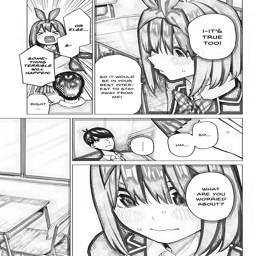 I-IT'S
TRUE
TOO!
SO IT WOULD
BE IN YOUR
BEST INTER-
EST TO STAY
AWAY FROM
ME!
OR
ELSE...
S-
SOME-
THING
TERRIBLE
WILL
HAPPEN!
RIGHT...
SO...
UM...
...
WHAT ARE
YOU
WORRIED
ABOUT?